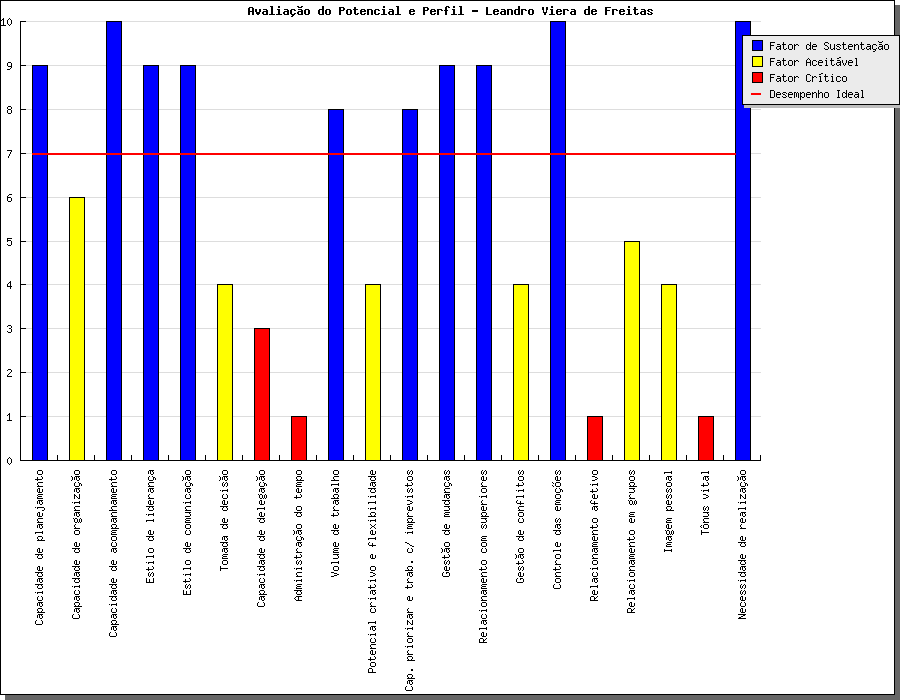 Avaliação do Potencial e Perfil - Leandro Viera de Freitas
10
9
8
7
6
5
4
3
2
1
0
Fator de Sustentação
Fator Aceitável
Fator Crítico
Desempenho Ideal
Capacidade de planejamento
Capacidade de organização
Capacidade de acompanhamento
Estilo de liderança
Estilo de comunicação
Tomada de decisão
Capacidade de delegação
Administração do tempo
Volume de trabalho
Potencial criativo e flexibilidade
Cap. priorizar e trab. c/ imprevistos
Gestão de mudanças
Relacionamento com superiores
Gestão de conflitos
Controle das emoções
Relacionamento afetivo
Relacionamento em grupos
Imagem pessoal
Tônus vital
Necessidade de realização